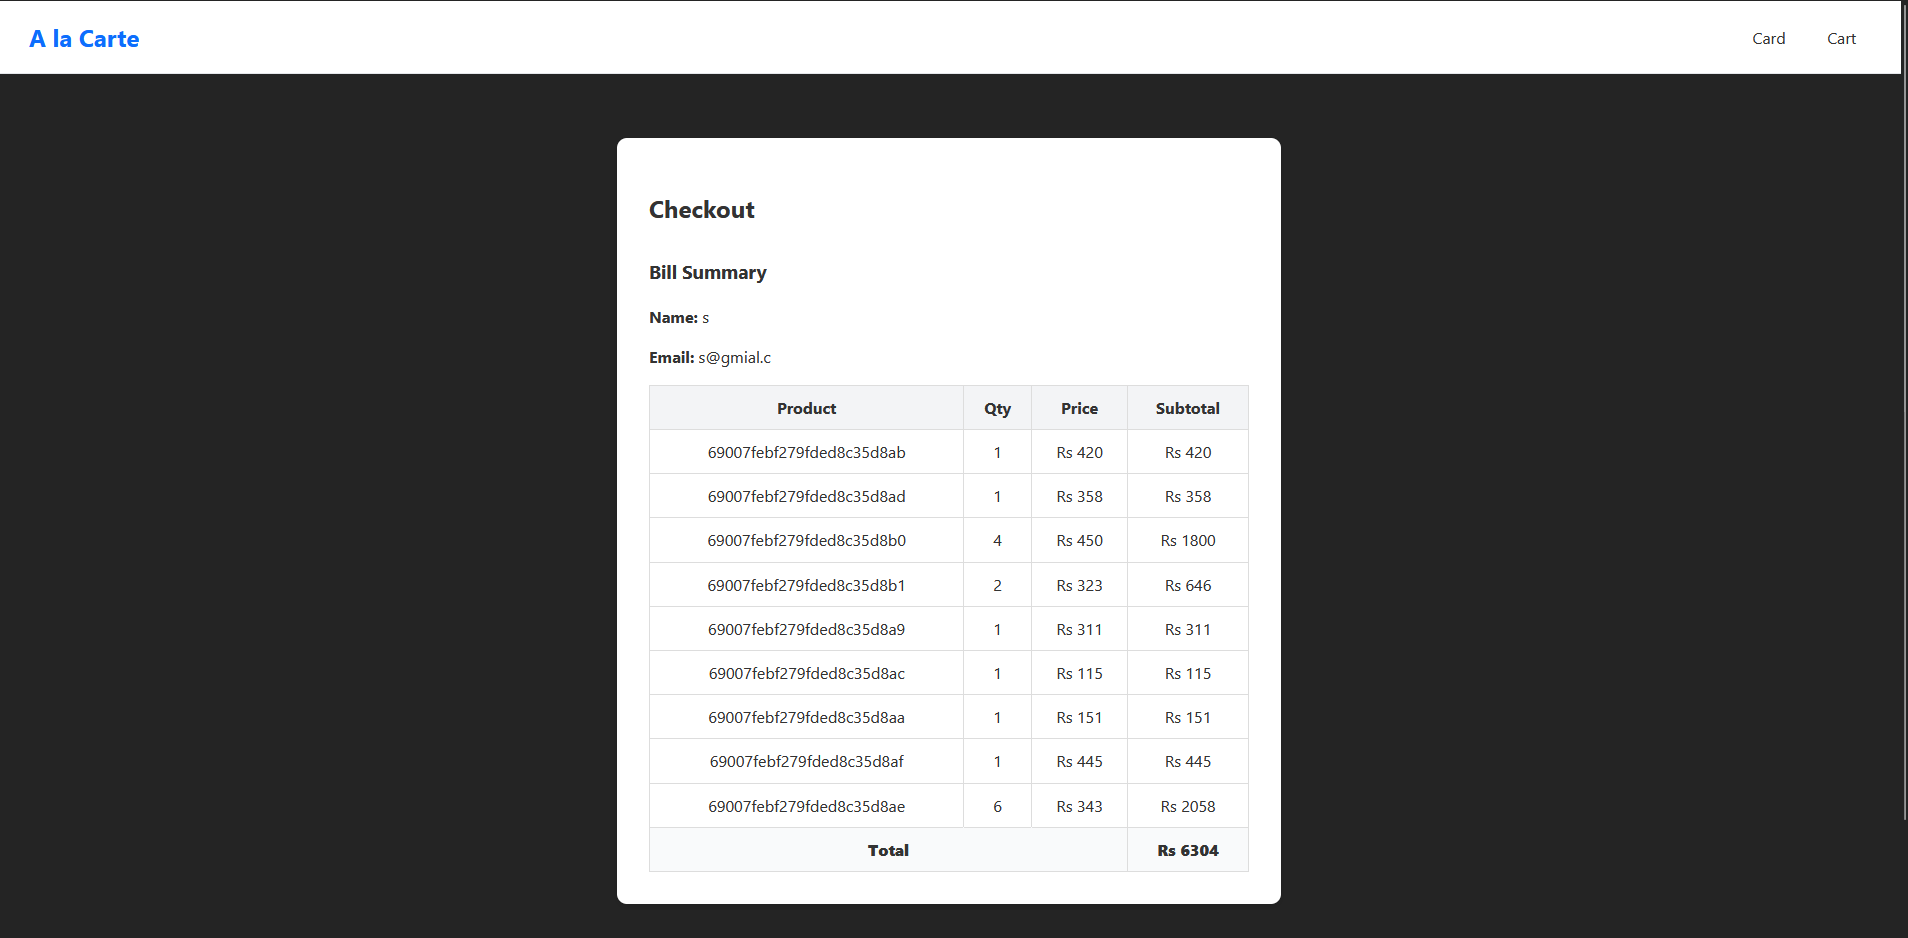 A la Carte
Card Cart
Checkout
Bill Summary
Name: s
Email: s@gmial.c
Product Qty Price Subtotal
69007febf279fded8c35d8ab 1 Rs 420 Rs 420
69007febf279fded8c35d8ad 1 Rs 358 Rs 358
69007febf279fded8c35d8b0 4 Rs 450 Rs 1800
69007febf279fded8c35d8b1 2 Rs 323 Rs 646
69007febf279fded8c35d8a9 1 Rs 311 Rs 311
69007febf279fded8c35d8ac 1 Rs 115 Rs 115
69007febf279fded8c35d8aa 1 Rs 151 Rs 151
69007febf279fded8c35d8af 1 Rs 445 Rs 445
69007febf279fded8c35d8ae 6 Rs 343 Rs 2058
Total Rs 6304